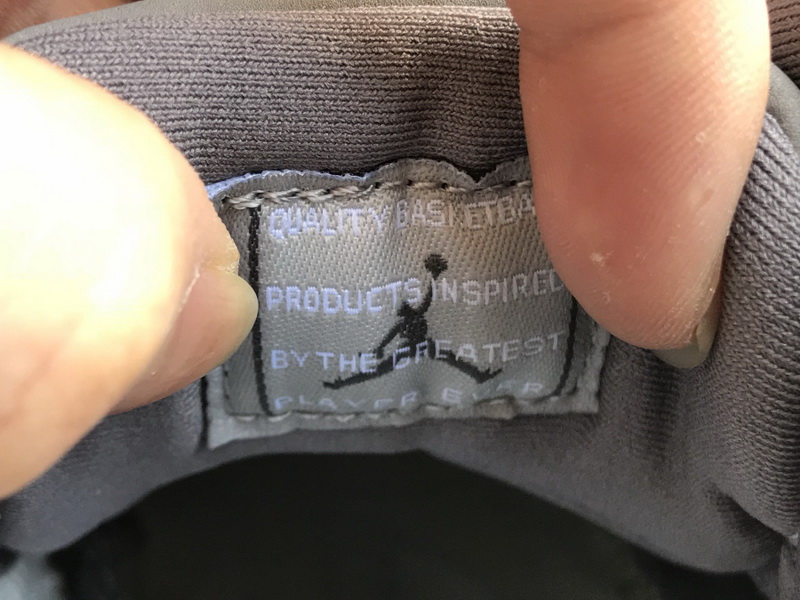 QUALITY BASKETBA
PRODUCTS INSPIRED
BY THE GREATEST
PLAYER EVER